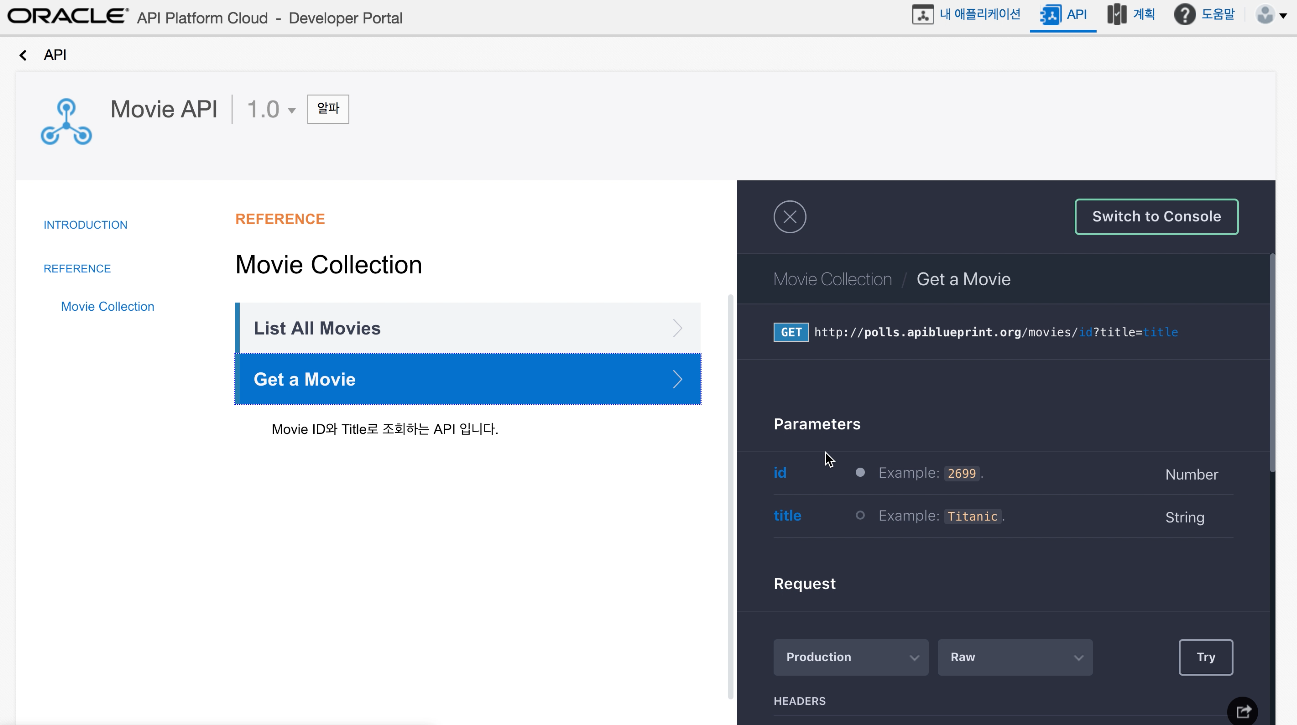 ORACLE® API Platform Cloud - Developer Portal
내 애플리케이션
API
계획
도움말
API
Movie API
1.0
알파
INTRODUCTION
REFERENCE
Movie Collection
REFERENCE
Movie Collection
List All Movies
Get a Movie
Movie ID와 Title로 조회하는 API 입니다.
Switch to Console
Movie Collection / Get a Movie
GET http://polls.apiblueprint.org/movies/id?title=title
Parameters
id Example: 2699. Number
title Example: Titanic. String
Request
Production
Raw
Try
HEADERS